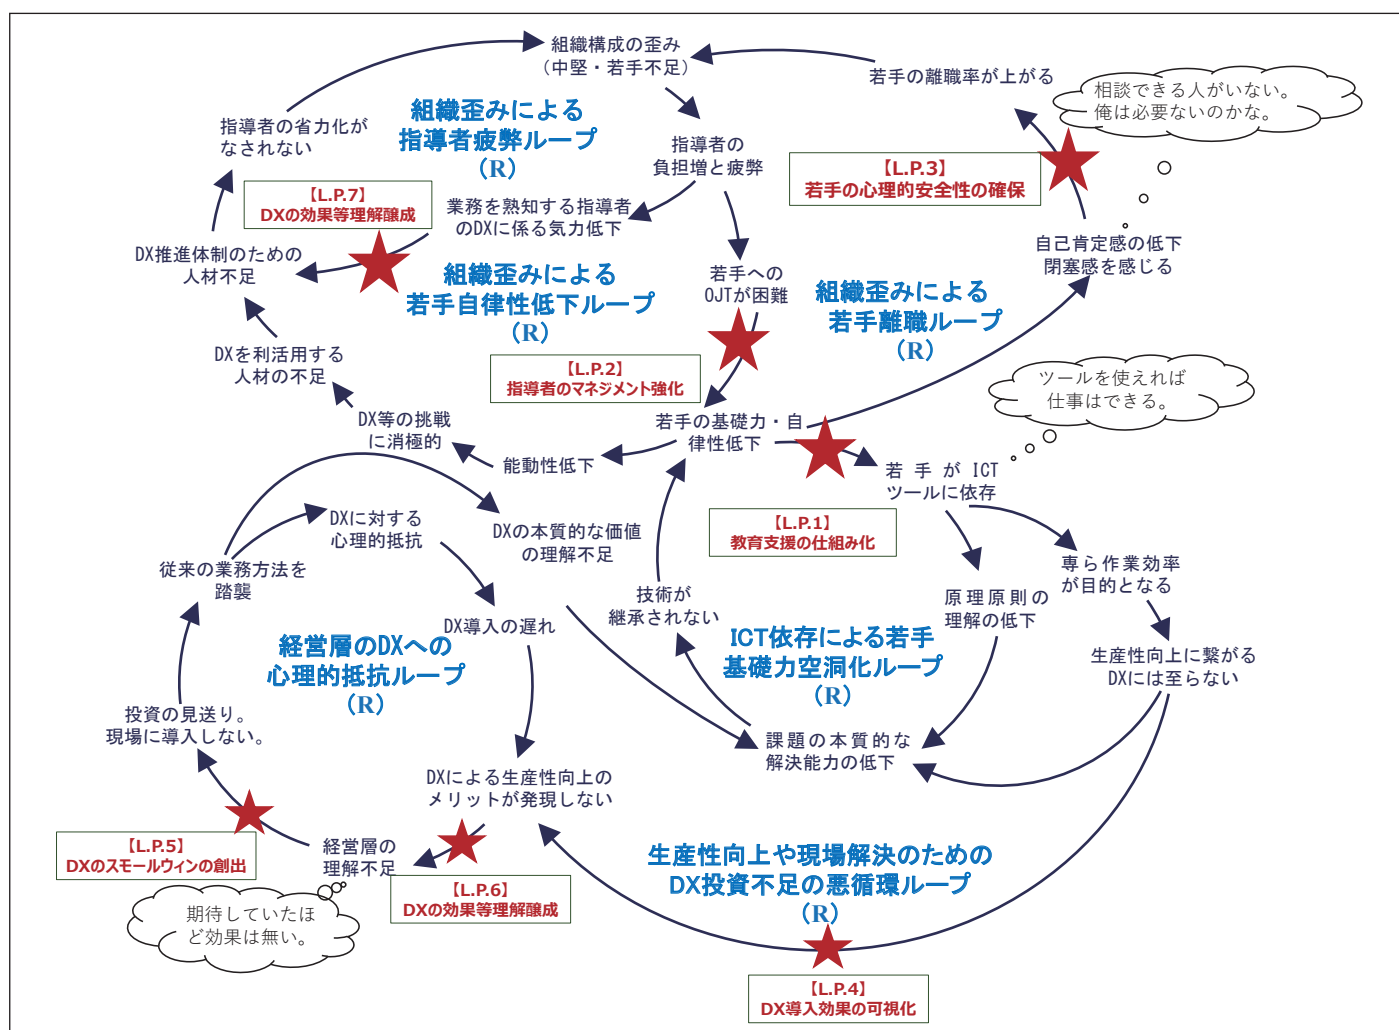 組織構成の歪み
（中堅・若手不足）
若手の離職率が上がる
相談できる人がいない。
俺は必要ないのかな。
組織歪みによる
指導者疲弊ループ
（R）
指導者の省力化が
なされない
指導者の
負担増と疲弊
【L.P.3】
若手の心理的安全性の確保
【L.P.7】
DXの効果等理解醸成
業務を熟知する指導者
のDXに係る気力低下
自己肯定感の低下
閉塞感を感じる
DX推進体制のための
人材不足
組織歪みによる
若手自律性低下ループ
（R）
若手への
OJTが困難
組織歪みによる
若手離職ループ
（R）
DXを利活用する
人材の不足
【L.P.2】
指導者のマネジメント強化
ツールを使えれば
仕事はできる。
DX等の挑戦
に消極的
若手の基礎力・自
律性低下
能動性低下
若手がICT
ツールに依存
DXに対する
心理的抵抗
DXの本質的な価値
の理解不足
【L.P.1】
教育支援の仕組み化
従来の業務方法を
踏襲
専ら作業効率
が目的となる
技術が
継承されない
原理原則の
理解の低下
DX導入の遅れ
経営層のDXへの
心理的抵抗ループ
（R）
ICT依存による若手
基礎力空洞化ループ
（R）
生産性向上に繋がる
DXには至らない
投資の見送り。
現場に導入しない。
課題の本質的な
解決能力の低下
DXによる生産性向上の
メリットが発現しない
【L.P.5】
DXのスモールウィンの創出
経営層の
理解不足
生産性向上や現場解決のための
DX投資不足の悪循環ループ
（R）
【L.P.6】
DXの効果等理解醸成
期待していたほ
ど効果は無い。
【L.P.4】
DX導入効果の可視化